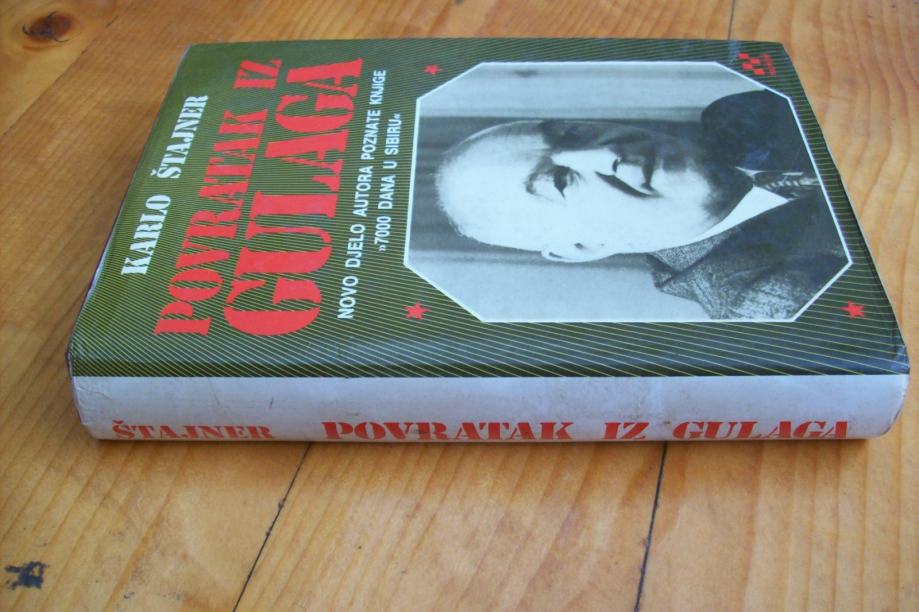 KARLO ŠTAJNER
POVRATAK IZ
GULAGA
NOVO DJELO AUTORA POZNATE KNJIGE
»7000 DANA U SIBIRU«
ŠTAJNER POVRATAK IZ GULAGA